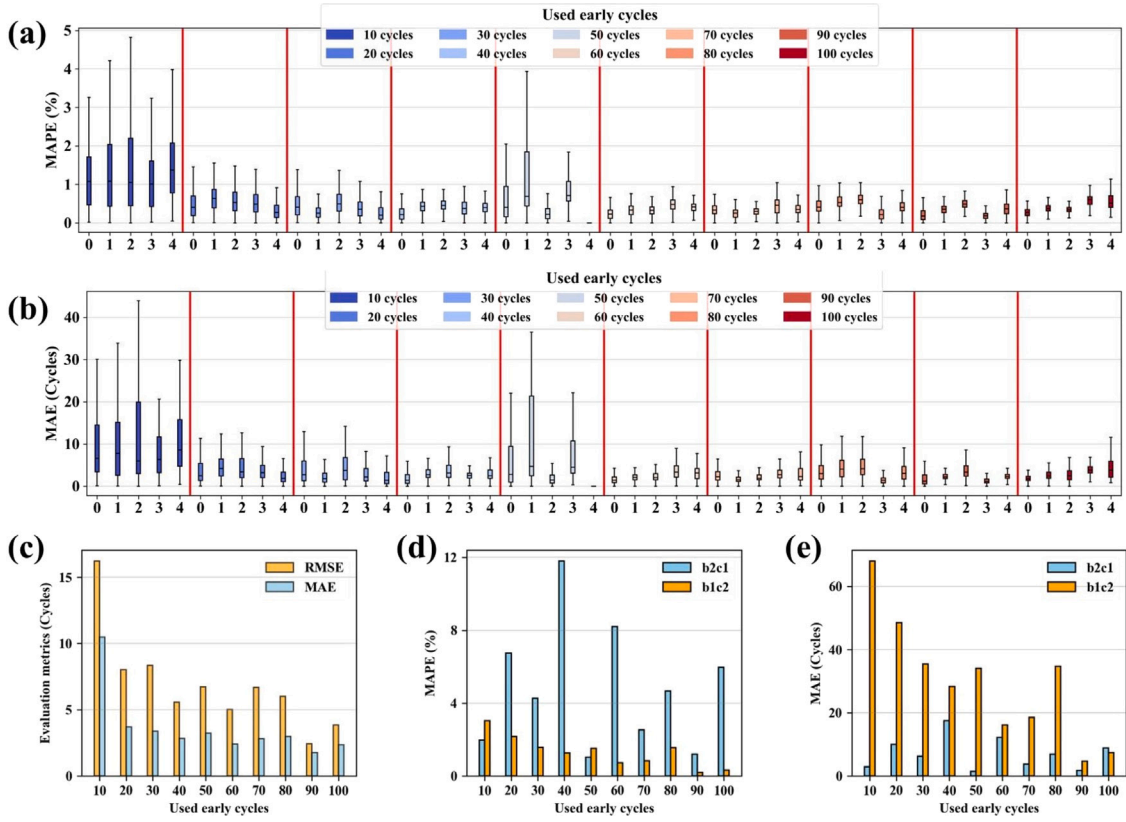 (a)
Used early cycles
10 cycles 30 cycles 50 cycles 70 cycles 90 cycles
20 cycles 40 cycles 60 cycles 80 cycles 100 cycles
MAPE (%)
5
4
3
2
1
0
0 1 2 3 4 0 1 2 3 4 0 1 2 3 4 0 1 2 3 4 0 1 2 3 4 0 1 2 3 4 0 1 2 3 4 0 1 2 3 4 0 1 2 3 4 0 1 2 3 4
(b)
Used early cycles
10 cycles 30 cycles 50 cycles 70 cycles 90 cycles
20 cycles 40 cycles 60 cycles 80 cycles 100 cycles
MAE (Cycles)
40
30
20
10
0
0 1 2 3 4 0 1 2 3 4 0 1 2 3 4 0 1 2 3 4 0 1 2 3 4 0 1 2 3 4 0 1 2 3 4 0 1 2 3 4 0 1 2 3 4 0 1 2 3 4
(c)
RMSE
MAE
Evaluation metrics (Cycles)
15
10
5
0
10 20 30 40 50 60 70 80 90 100
Used early cycles
(d)
b2c1
b1c2
MAPE (%)
12
8
4
0
10 20 30 40 50 60 70 80 90 100
Used early cycles
(e)
b2c1
b1c2
MAE (Cycles)
60
40
20
0
10 20 30 40 50 60 70 80 90 100
Used early cycles